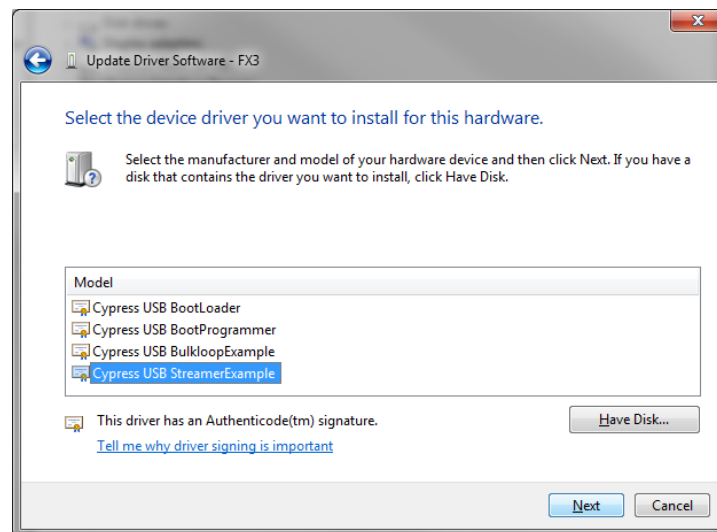 Update Driver Software - FX3
Select the device driver you want to install for this hardware.
Select the manufacturer and model of your hardware device and then click Next. If you have a
disk that contains the driver you want to install, click Have Disk.
Model
Cypress USB BootLoader
Cypress USB BootProgrammer
Cypress USB BulkloopExample
Cypress USB StreamerExample
This driver has an Authenticode(tm) signature.
Have Disk...
Tell me why driver signing is important
Next
Cancel